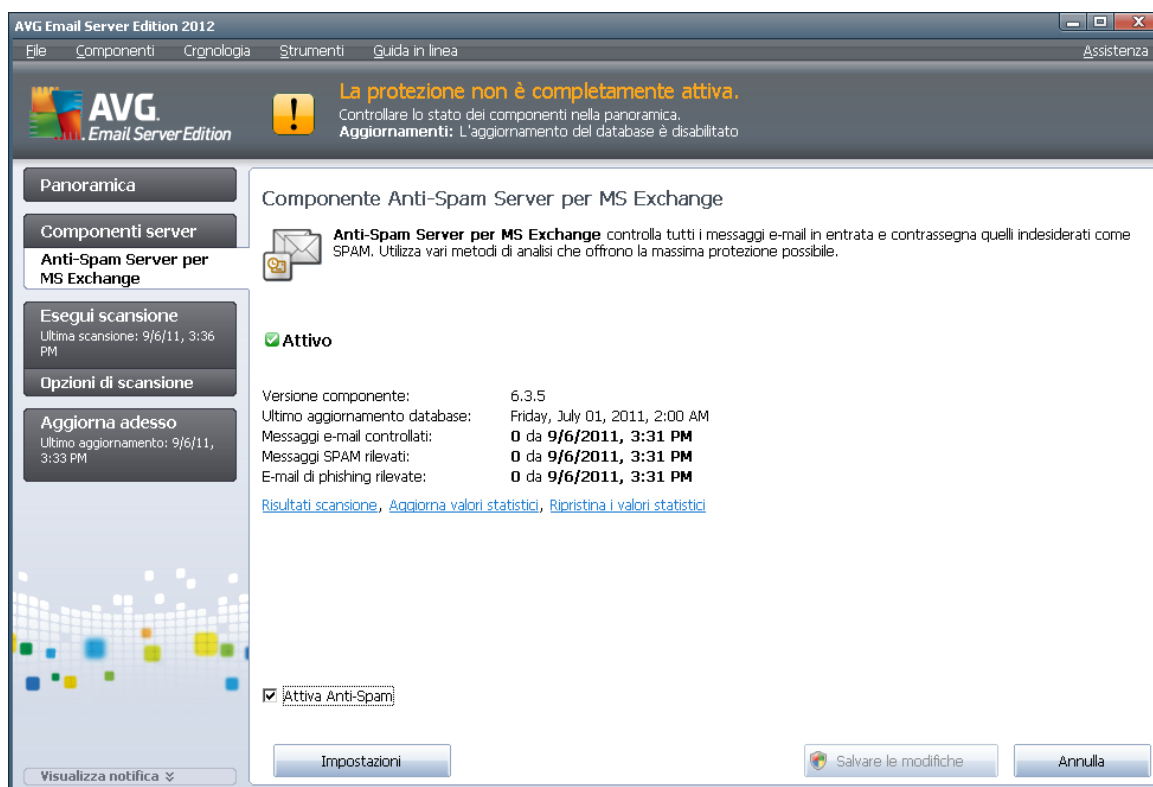 AVG Email Server Edition 2012
File Componenti Cronologia Strumenti Guida in linea Assistenza
AVG.
Email Server Edition
La protezione non è completamente attiva.
Controllare lo stato dei componenti nella panoramica.
Aggiornamenti: L'aggiornamento del database è disabilitato
Panoramica
Componenti server
Anti-Spam Server per
MS Exchange
Esegui scansione
Ultima scansione: 9/6/11, 3:36
PM
Opzioni di scansione
Aggiorna adesso
Ultimo aggiornamento: 9/6/11,
3:33 PM
Visualizza notifica
Componente Anti-Spam Server per MS Exchange
Anti-Spam Server per MS Exchange controlla tutti i messaggi e-mail in entrata e contrassegna quelli indesiderati come
SPAM. Utilizza vari metodi di analisi che offrono la massima protezione possibile.
Attivo
Versione componente: 6.3.5
Ultimo aggiornamento database: Friday, July 01, 2011, 2:00 AM
Messaggi e-mail controllati: 0 da 9/6/2011, 3:31 PM
Messaggi SPAM rilevati: 0 da 9/6/2011, 3:31 PM
E-mail di phishing rilevate: 0 da 9/6/2011, 3:31 PM
Risultati scansione, Aggiorna valori statistici, Ripristina i valori statistici
Attiva Anti-Spam
Impostazioni Salvare le modifiche Annulla